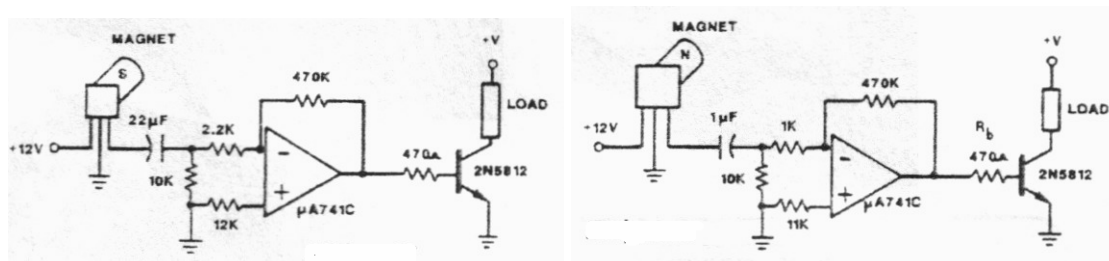 MAGNET
S
+12V
22µF
2.2K
10K
12K
470K
−
+
µA741C
470Ω
2N5812
+V
LOAD
MAGNET
N
+12V
1µF
1K
10K
11K
470K
−
+
µA741C
R_b
470Ω
2N5812
+V
LOAD